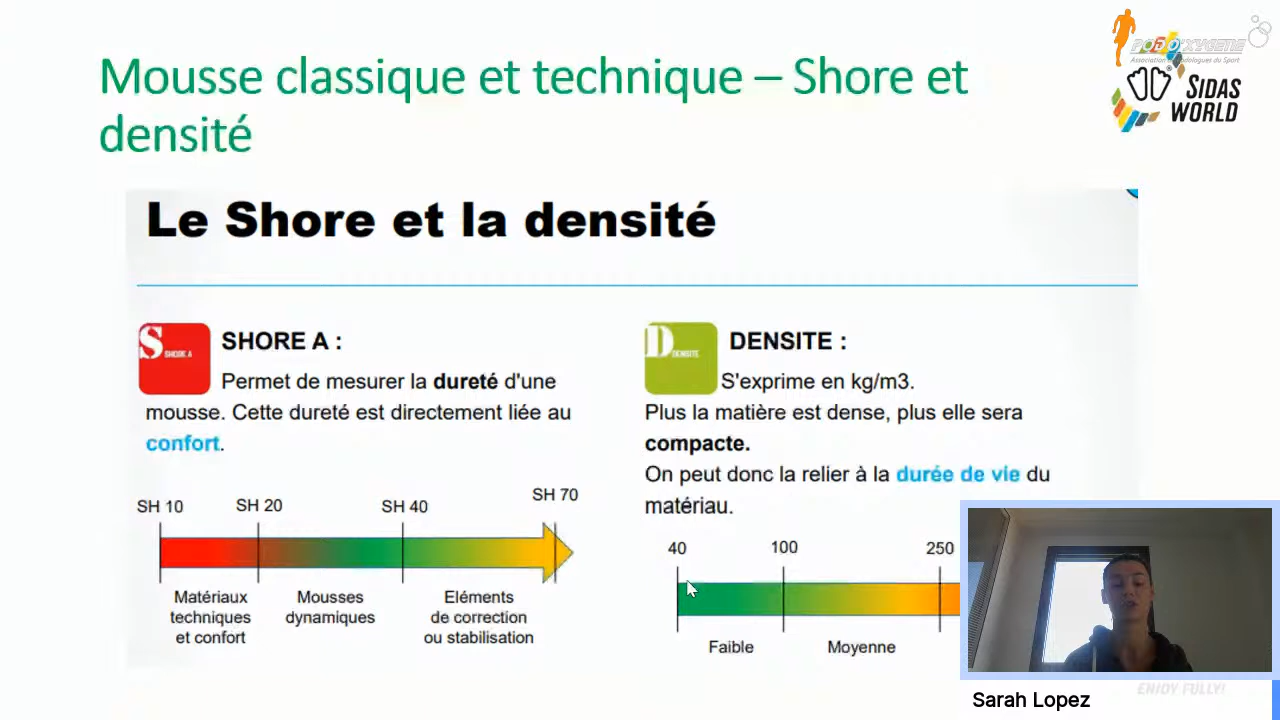 Mousse classique et technique – Shore et
densité
PODO XYGENE
SIDAS
WORLD
Le Shore et la densité
S SHORE A
SHORE A :
Permet de mesurer la dureté d'une
mousse. Cette dureté est directement liée au
confort.
SH 10
SH 20
SH 40
SH 70
Matériaux
techniques
et confort
Mousses
dynamiques
Eléments
de correction
ou stabilisation
D DENSITE
DENSITE :
S'exprime en kg/m3.
Plus la matière est dense, plus elle sera
compacte.
On peut donc la relier à la durée de vie du
matériau.
40
100
250
Faible
Moyenne
Sarah Lopez
ENJOY FULLY!